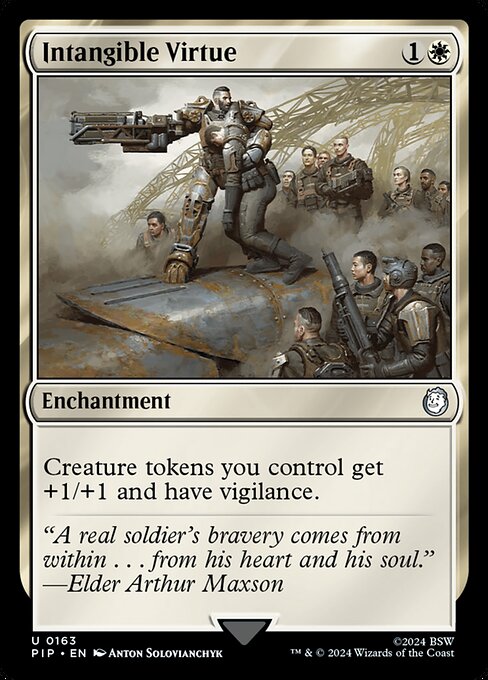 Intangible Virtue 1
Enchantment
Creature tokens you control get
+1/+1 and have vigilance.
“A real soldier’s bravery comes from
within . . . from his heart and his soul.”
—Elder Arthur Maxson
U 0163
PIP • EN Anton Solovianchyk
©2024 BSW
™ & © 2024 Wizards of the Coast